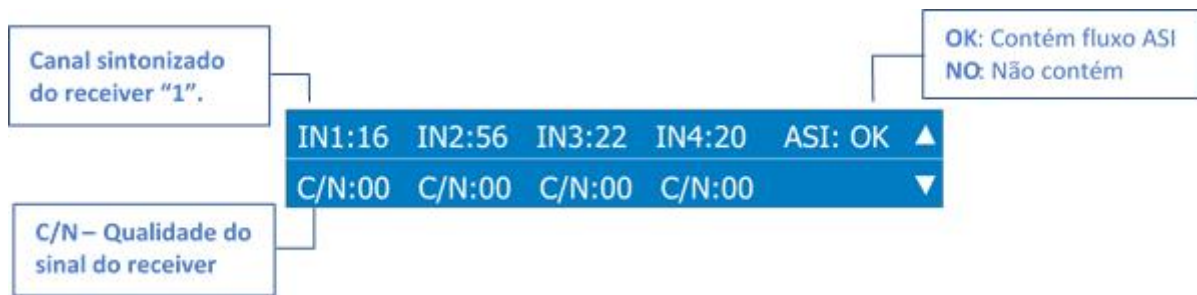 Canal sintonizado
do receiver “1”.
OK: Contém fluxo ASI
NO: Não contém
IN1:16 IN2:56 IN3:22 IN4:20 ASI: OK ▲
C/N:00 C/N:00 C/N:00 C/N:00 ▼
C/N – Qualidade do
sinal do receiver